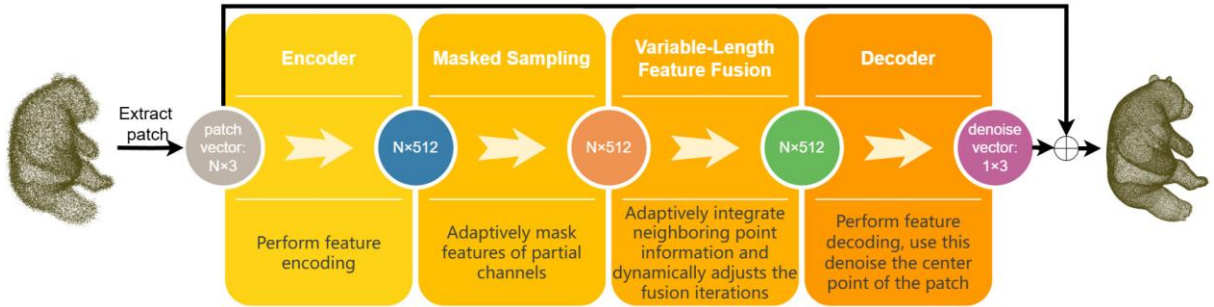 Extract
patch
patch
vector:
N×3
Encoder
Perform feature
encoding
N×512
Masked Sampling
Adaptively mask
features of partial
channels
N×512
Variable-Length
Feature Fusion
Adaptively integrate
neighboring point
information and
dynamically adjusts the
fusion iterations
N×512
Decoder
Perform feature
decoding, use this
denoise the center
point of the patch
denoise
vector:
1×3